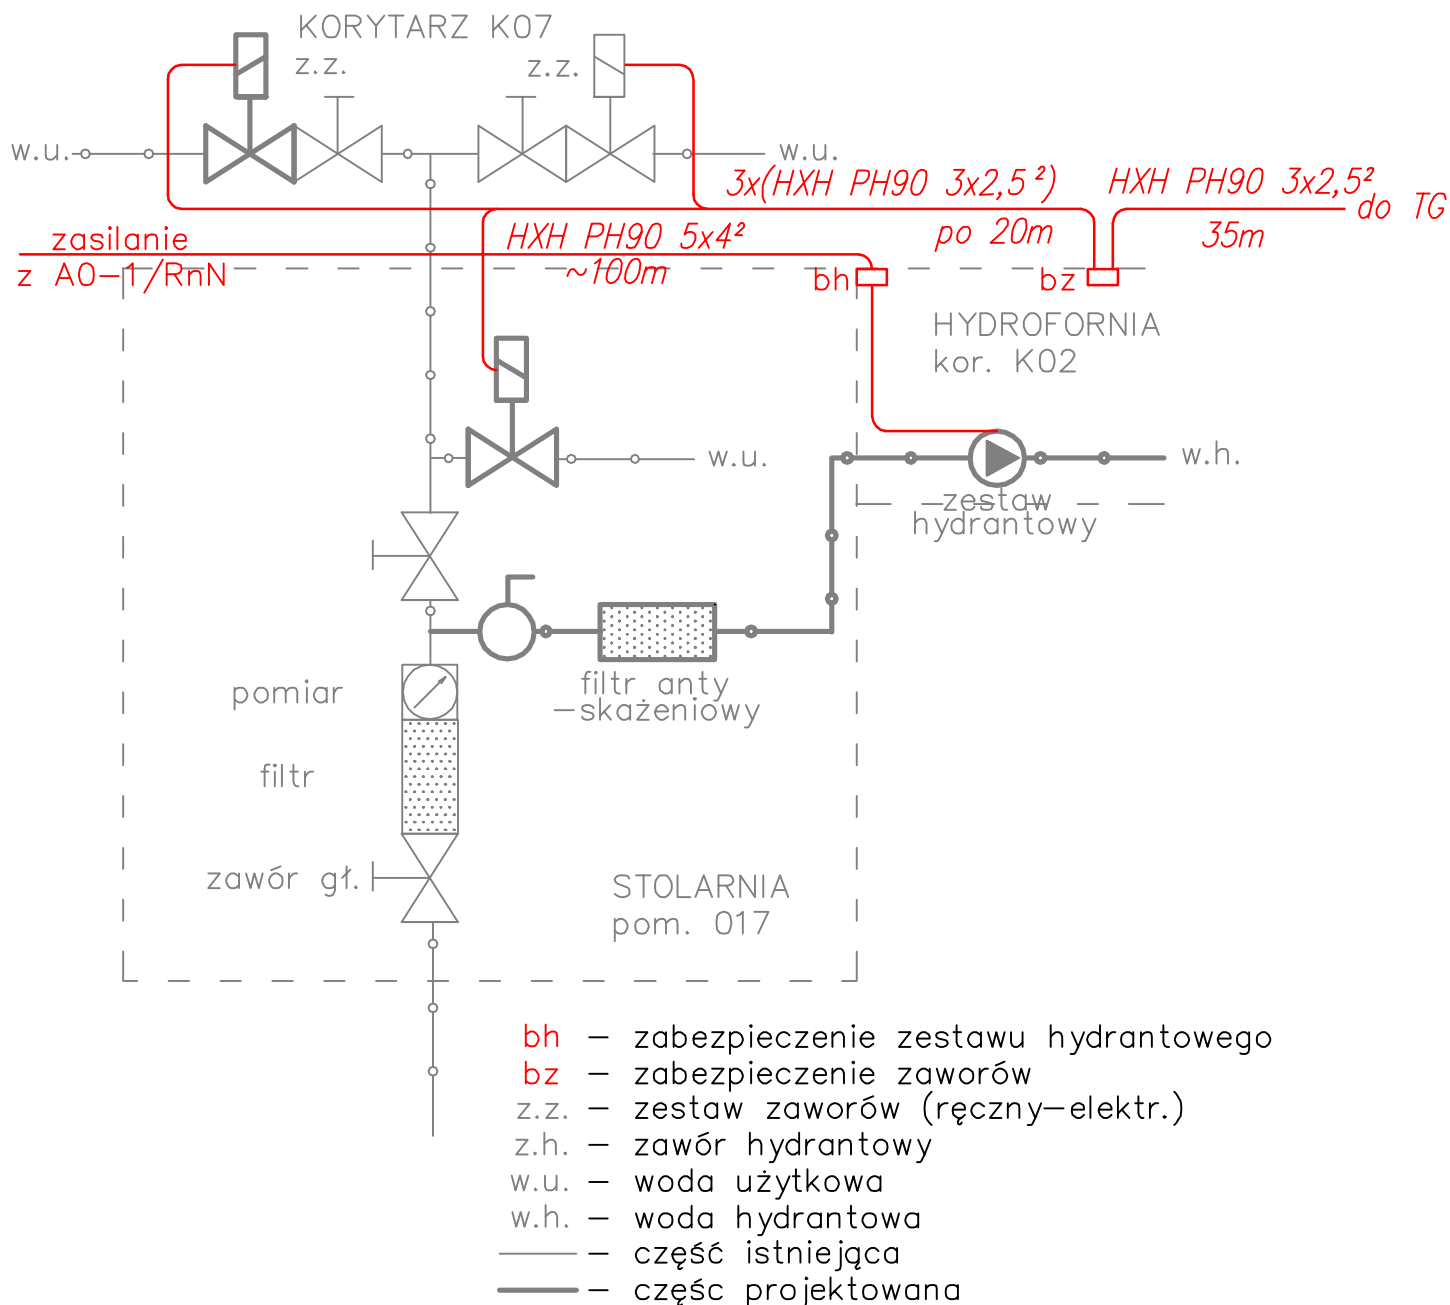 KORYTARZ K07
z.z.
z.z.
w.u.
w.u.
3x(HXH PH90 3x2,5²)
po 20m
HXH PH90 3x2,5²
35m
do TG
zasilanie
z A0-1/RnN
HXH PH90 5x4²
~100m
bh
bz
HYDROFORNIA
kor. K02
w.u.
w.h.
zestaw
hydrantowy
pomiar
filtr anty
-skażeniowy
filtr
zawór gł.
STOLARNIA
pom. 017
bh – zabezpieczenie zestawu hydrantowego
bz – zabezpieczenie zaworów
z.z. – zestaw zaworów (ręczny-elektr.)
z.h. – zawór hydrantowy
w.u. – woda użytkowa
w.h. – woda hydrantowa
– część istniejąca
– częśc projektowana